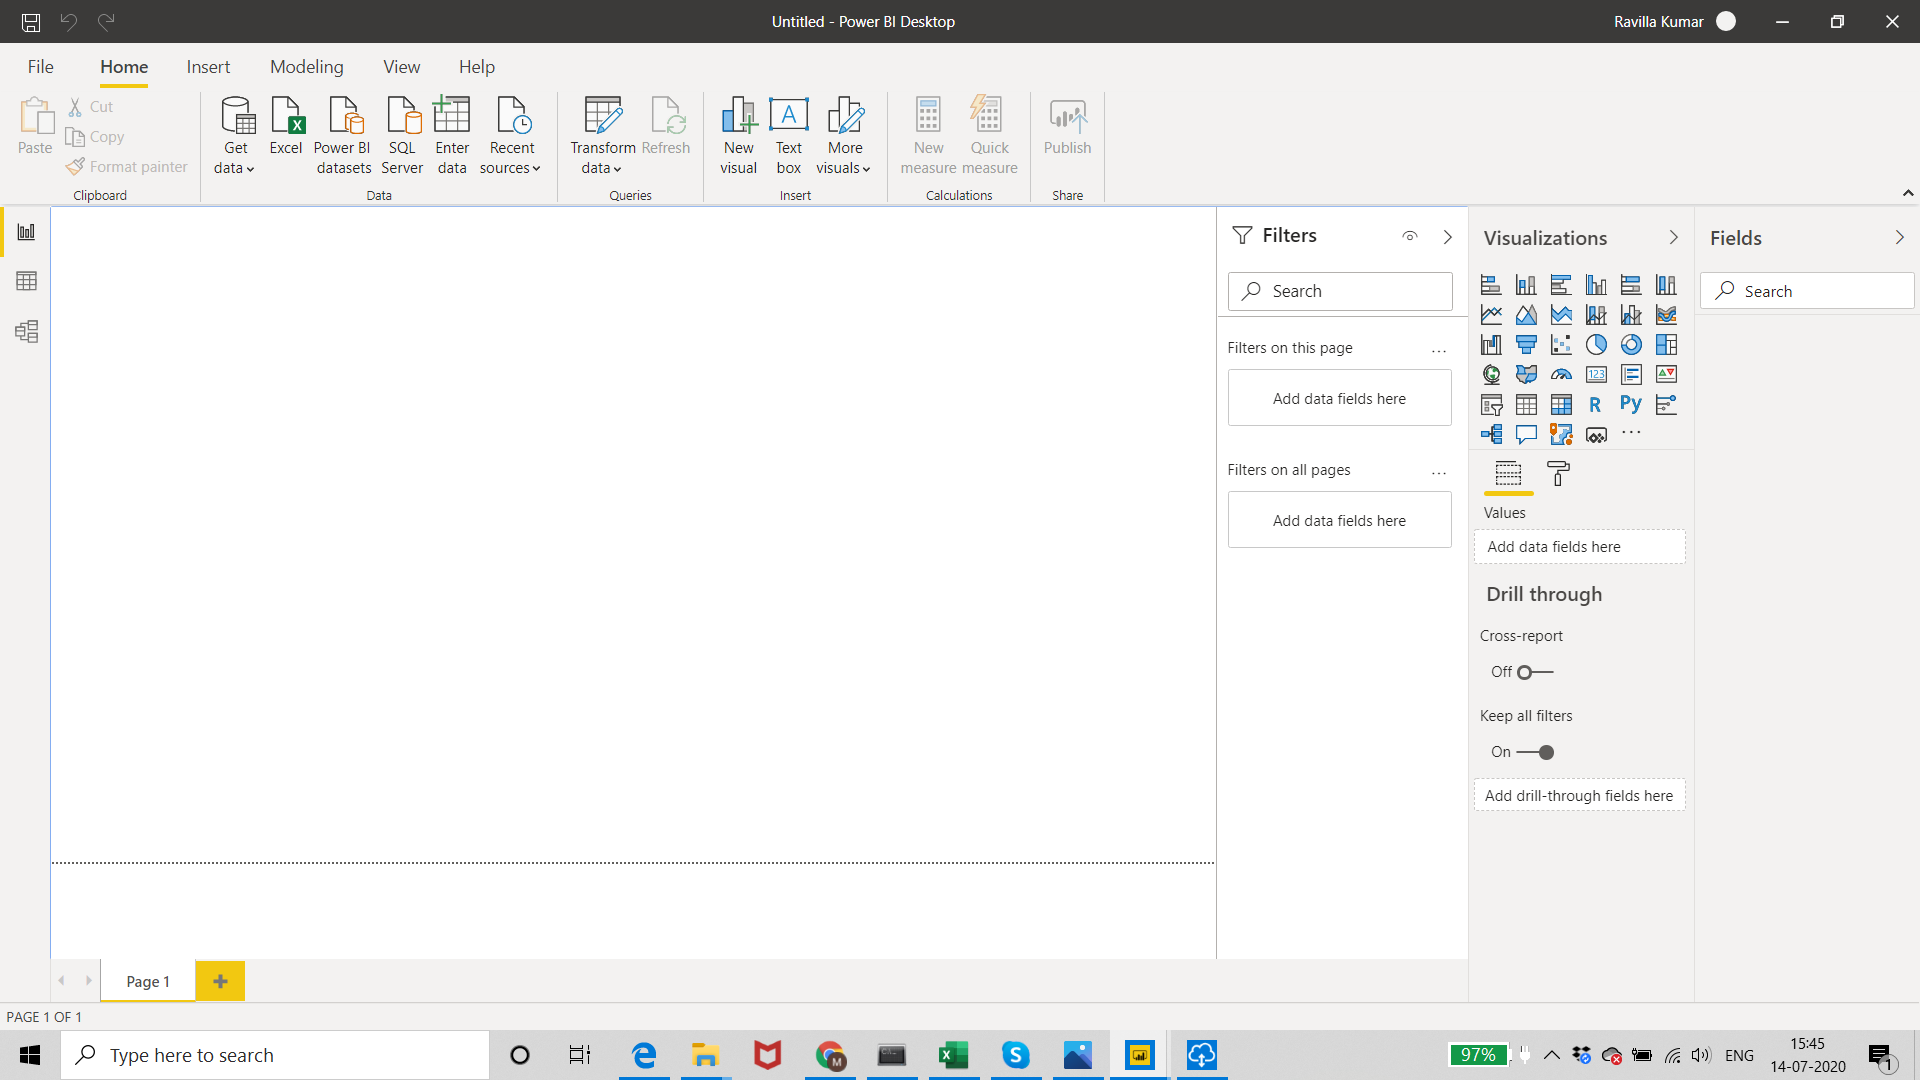 Untitled - Power BI Desktop
Ravilla Kumar
File Home Insert Modeling View Help
Paste
Cut
Copy
Format painter
Clipboard
Get data
Excel
Power BI datasets
SQL Server
Enter data
Recent sources
Data
Transform data
Refresh
Queries
New visual
A
Text box
More visuals
Insert
New measure
Quick measure
Calculations
Publish
Share
Filters
Search
Filters on this page ...
Add data fields here
Filters on all pages ...
Add data fields here
Visualizations
123
R Py
...
Values
Add data fields here
Drill through
Cross-report
Off
Keep all filters
On
Add drill-through fields here
Fields
Search
Page 1
PAGE 1 OF 1
Type here to search
97%
ENG
15:45
14-07-2020
1